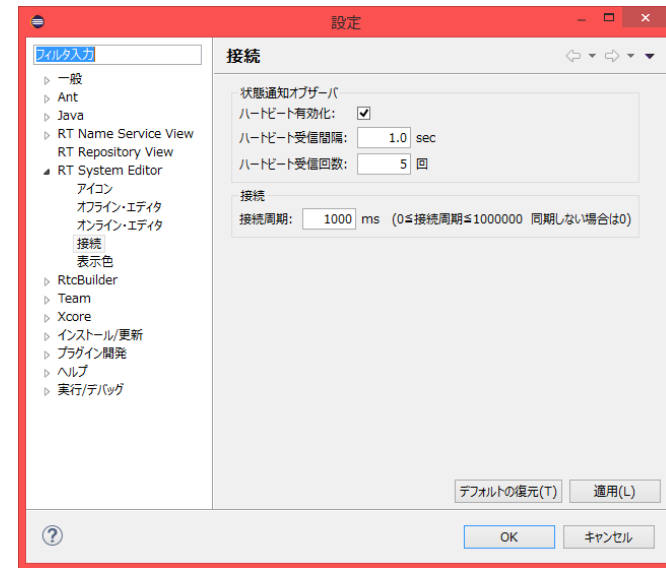 設定
フィルタ入力
一般
Ant
Java
RT Name Service View
RT Repository View
RT System Editor
アイコン
オフライン・エディタ
オンライン・エディタ
接続
表示色
RtcBuilder
Team
Xcore
インストール/更新
プラグイン開発
ヘルプ
実行/デバッグ
接続
状態通知オブザーバ
ハートビート有効化:
ハートビート受信間隔: 1.0 sec
ハートビート受信回数: 5 回
接続
接続周期: 1000 ms (0≦接続周期≦1000000 同期しない場合は0)
デフォルトの復元(T) 適用(L)
OK キャンセル